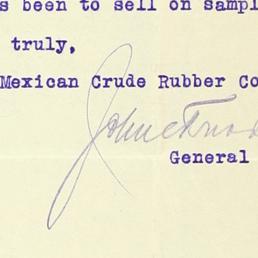 s been to sell on sampl
truly,
Mexican Crude Rubber Co
General